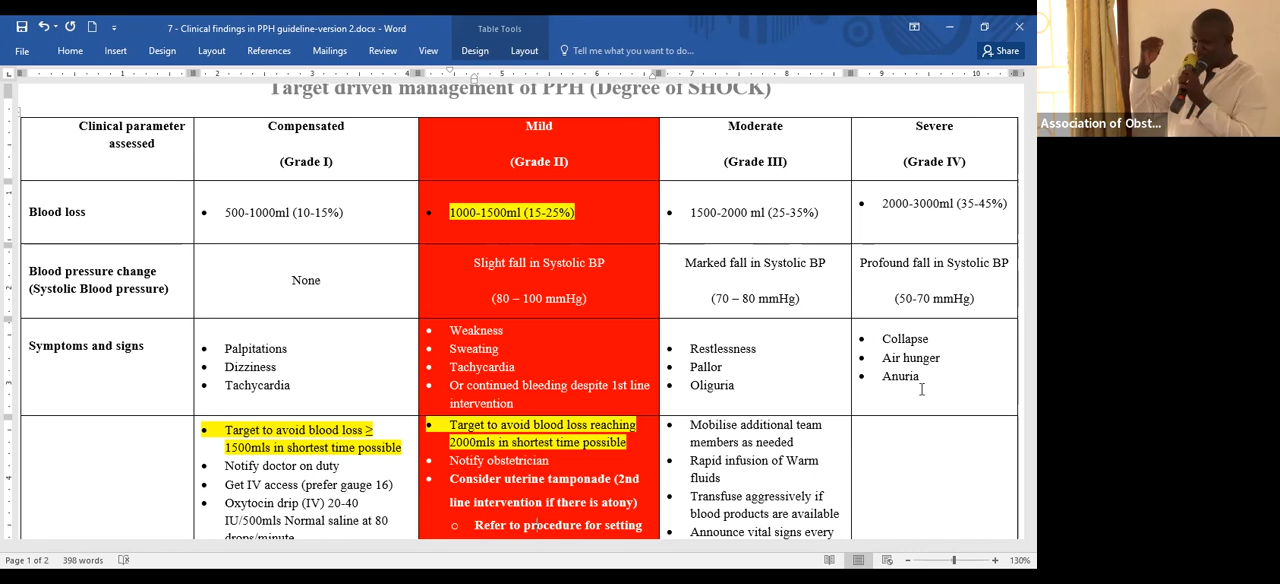 7 - Clinical findings in PPH guideline-version 2.docx - Word
Table Tools
File Home Insert Design Layout References Mailings Review View Design Layout Tell me what you want to do... Share
Target driven management of PPH (Degree of SHOCK)
Clinical parameter assessed
Compensated
(Grade I)
Mild
(Grade II)
Moderate
(Grade III)
Severe
(Grade IV)
Blood loss
• 500-1000ml (10-15%)
• 1000-1500ml (15-25%)
• 1500-2000 ml (25-35%)
• 2000-3000ml (35-45%)
Blood pressure change
(Systolic Blood pressure)
None
Slight fall in Systolic BP
(80 – 100 mmHg)
Marked fall in Systolic BP
(70 – 80 mmHg)
Profound fall in Systolic BP
(50-70 mmHg)
Symptoms and signs
• Palpitations
• Dizziness
• Tachycardia
• Weakness
• Sweating
• Tachycardia
• Or continued bleeding despite 1st line
intervention
• Restlessness
• Pallor
• Oliguria
• Collapse
• Air hunger
• Anuria
• Target to avoid blood loss ≥
1500mls in shortest time possible
• Notify doctor on duty
• Get IV access (prefer gauge 16)
• Oxytocin drip (IV) 20-40
IU/500mls Normal saline at 80
drops/minute
• Target to avoid blood loss reaching
2000mls in shortest time possible
• Notify obstetrician
• Consider uterine tamponade (2nd
line intervention if there is atony)
o Refer to procedure for setting
• Mobilise additional team
members as needed
• Rapid infusion of Warm
fluids
• Transfuse aggressively if
blood products are available
• Announce vital signs every
Page 1 of 2 398 words
130%
Association of Obst...